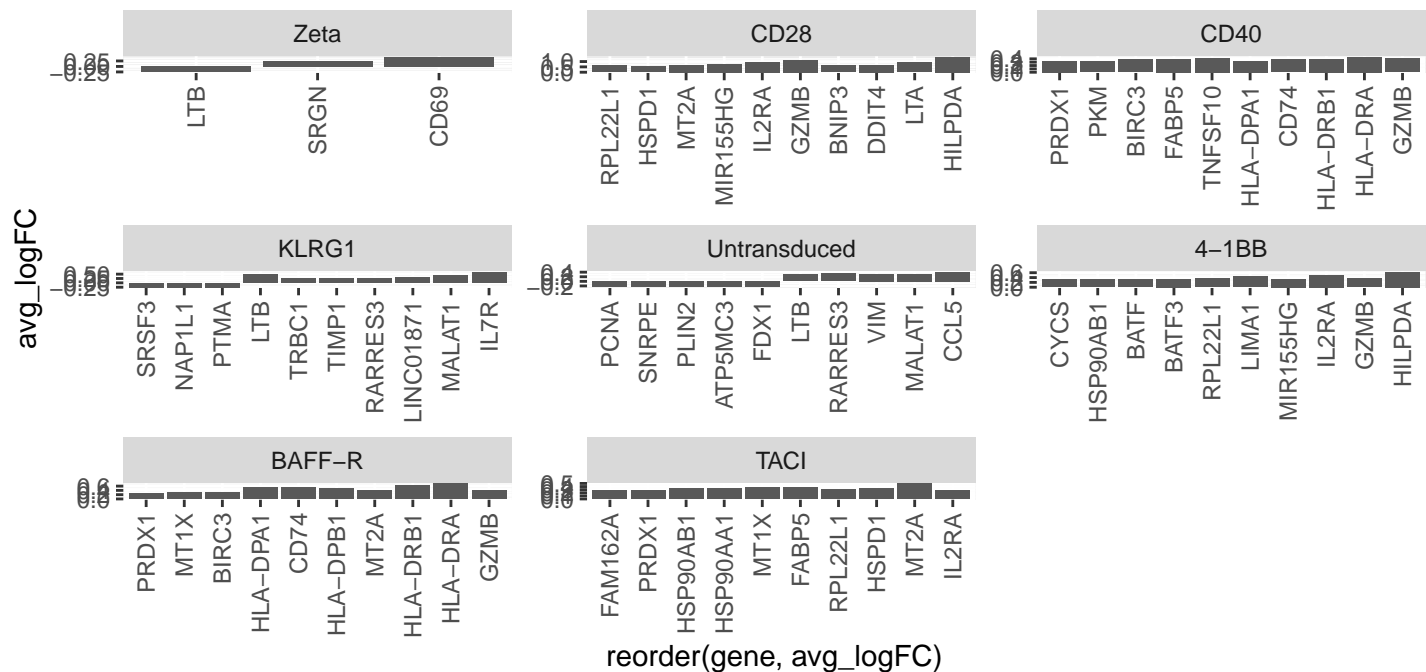 Zeta
CD28
CD40
LTB
SRGN
CD69
RPL22L1
HSPD1
MT2A
MIR155HG
IL2RA
GZMB
BNIP3
DDIT4
LTA
HILPDA
PRDX1
PKM
BIRC3
FABP5
TNFSF10
HLA−DPA1
CD74
HLA−DRB1
HLA−DRA
GZMB
avg_logFC
KLRG1
Untransduced
4−1BB
SRSF3
NAP1L1
PTMA
LTB
TRBC1
TIMP1
RARRES3
LINC01871
MALAT1
IL7R
PCNA
SNRPE
PLIN2
ATP5MC3
FDX1
LTB
RARRES3
VIM
MALAT1
CCL5
CYCS
HSP90AB1
BATF
BATF3
RPL22L1
LIMA1
MIR155HG
IL2RA
GZMB
HILPDA
BAFF−R
TACI
PRDX1
MT1X
BIRC3
HLA−DPA1
CD74
HLA−DPB1
MT2A
HLA−DRB1
HLA−DRA
GZMB
FAM162A
PRDX1
HSP90AB1
HSP90AA1
MT1X
FABP5
RPL22L1
HSPD1
MT2A
IL2RA
reorder(gene, avg_logFC)